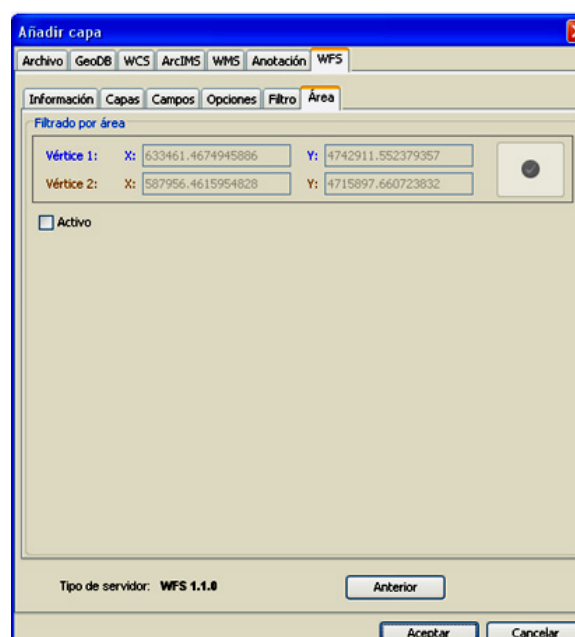 Añadir capa
Archivo GeoDB WCS ArcIMS WMS Anotación WFS
Información Capas Campos Opciones Filtro Área
Filtrado por área
Vértice 1: X: 633461.4674945886 Y: 4742911.552379357
Vértice 2: X: 587956.4615954828 Y: 4715897.660723832
Activo
Tipo de servidor: WFS 1.1.0 Anterior
Aceptar Cancelar